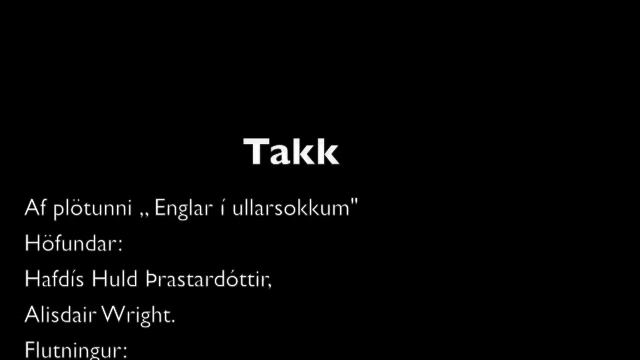 Takk
Af plötunni ,, Englar í ullarsokkum"
Höfundar:
Hafdís Huld Þrastardóttir,
Alisdair Wright.
Flutningur: